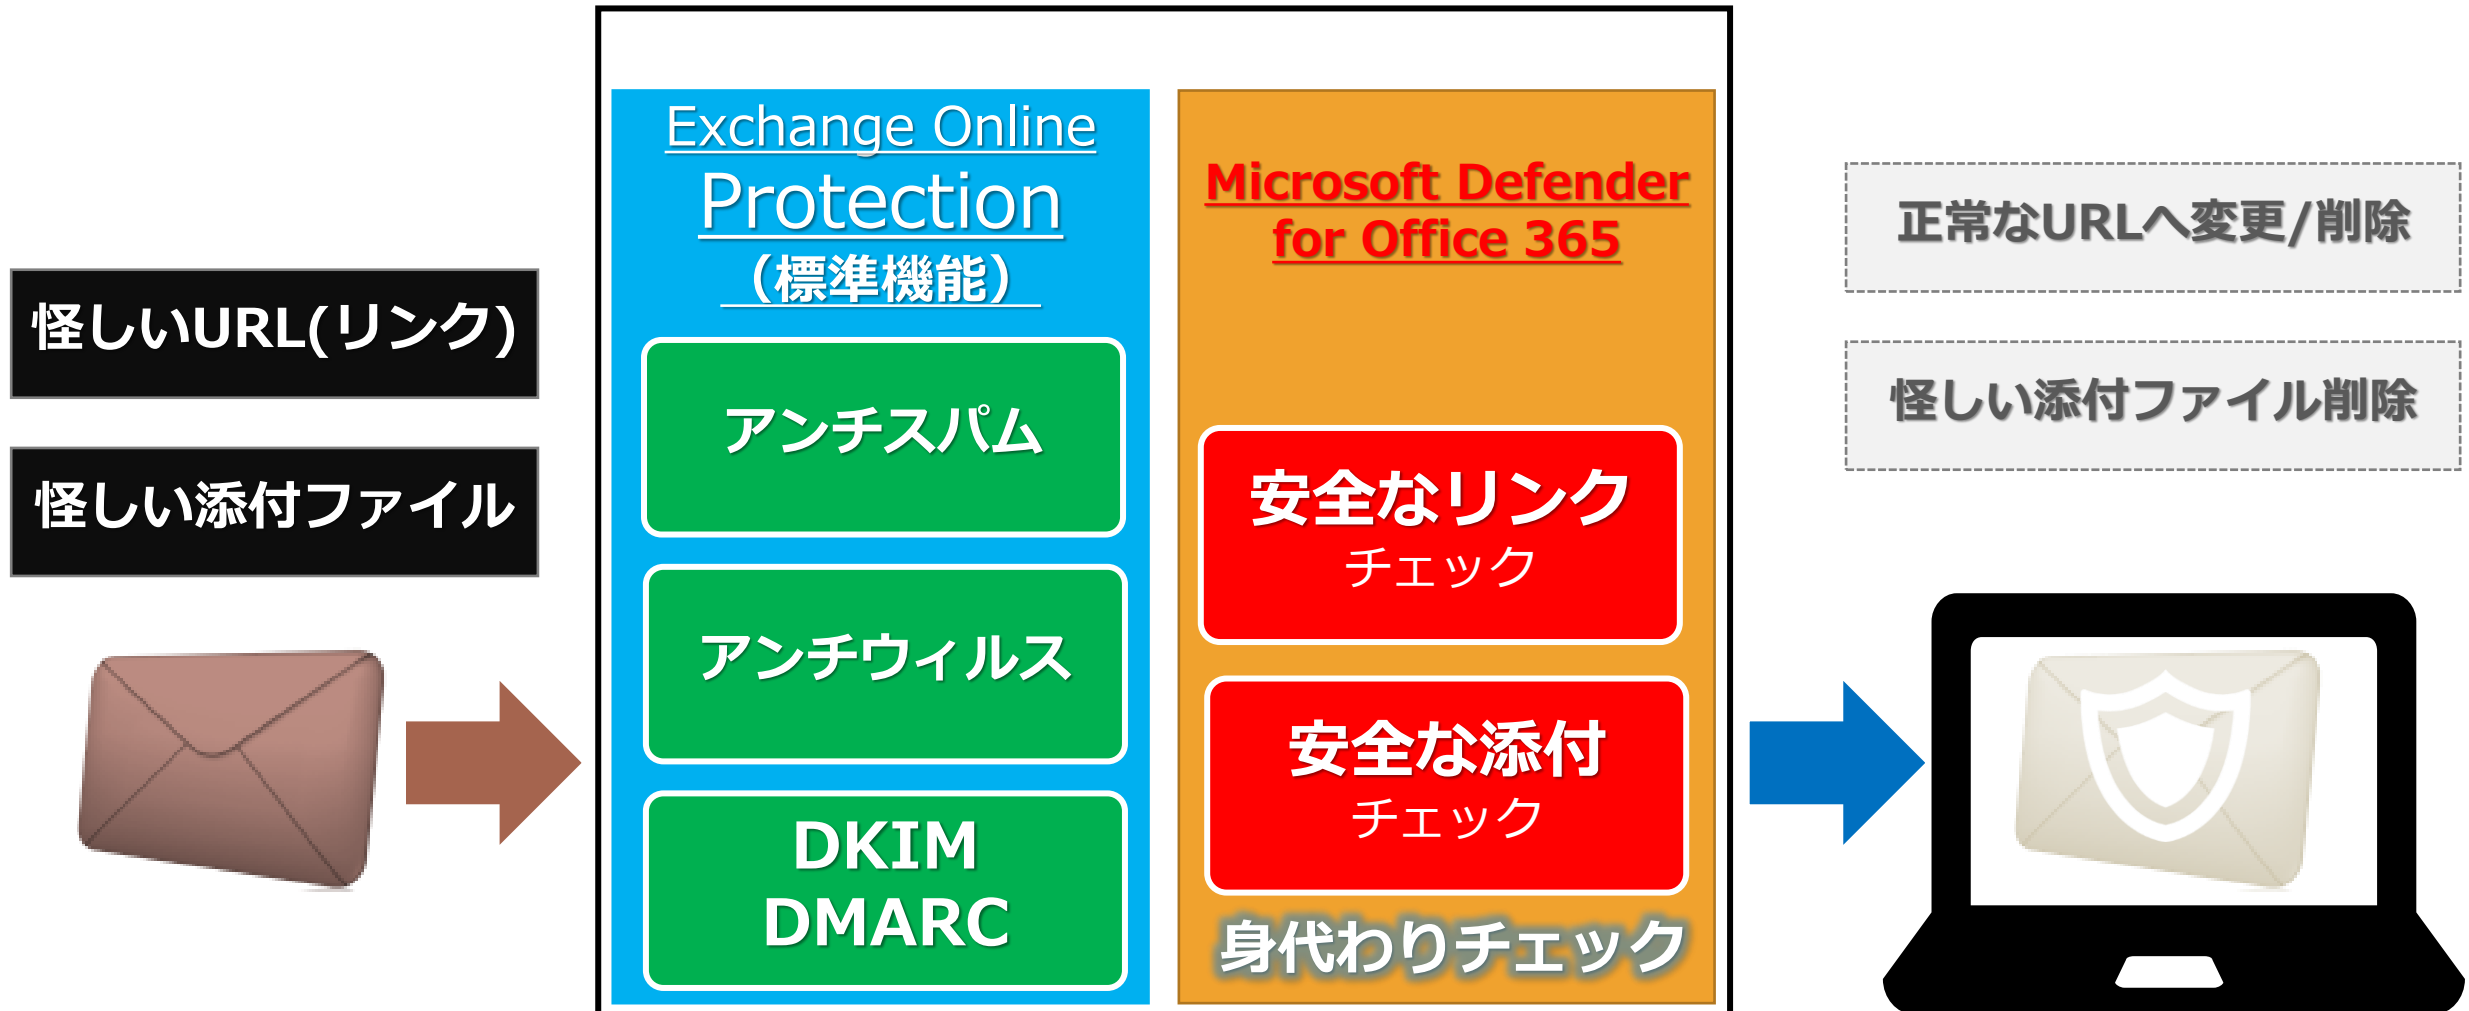 怪しいURL(リンク)
怪しい添付ファイル
Exchange Online
Protection
（標準機能）
アンチスパム
アンチウィルス
DKIM
DMARC
Microsoft Defender
for Office 365
安全なリンク
チェック
安全な添付
チェック
身代わりチェック
正常なURLへ変更/削除
怪しい添付ファイル削除